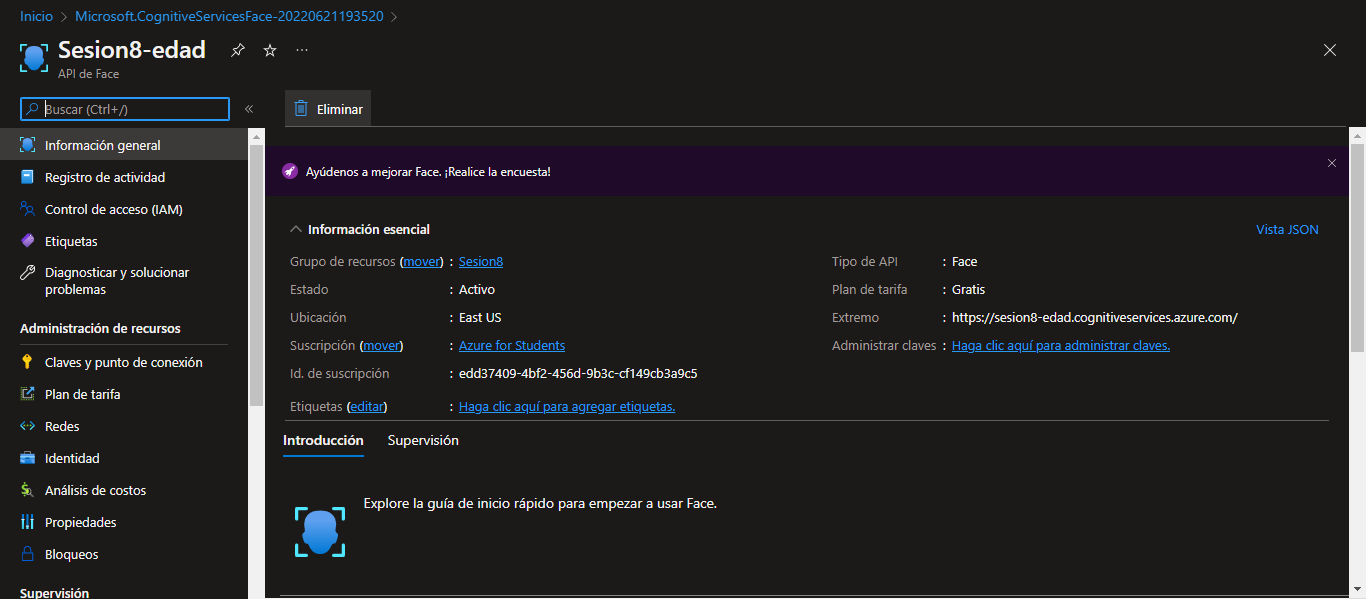 Inicio > Microsoft.CognitiveServicesFace-20220621193520 >
Sesion8-edad ...
API de Face
Buscar (Ctrl+/) «
Eliminar
Información general
Registro de actividad
Control de acceso (IAM)
Etiquetas
Diagnosticar y solucionar
problemas
Administración de recursos
Claves y punto de conexión
Plan de tarifa
Redes
Identidad
Análisis de costos
Propiedades
Bloqueos
Supervisión
Ayúdenos a mejorar Face. ¡Realice la encuesta!
Información esencial
Vista JSON
Grupo de recursos (mover) : Sesion8
Estado : Activo
Ubicación : East US
Suscripción (mover) : Azure for Students
Id. de suscripción : edd37409-4bf2-456d-9b3c-cf149cb3a9c5
Etiquetas (editar) : Haga clic aquí para agregar etiquetas.
Tipo de API : Face
Plan de tarifa : Gratis
Extremo : https://sesion8-edad.cognitiveservices.azure.com/
Administrar claves : Haga clic aquí para administrar claves.
Introducción Supervisión
Explore la guía de inicio rápido para empezar a usar Face.